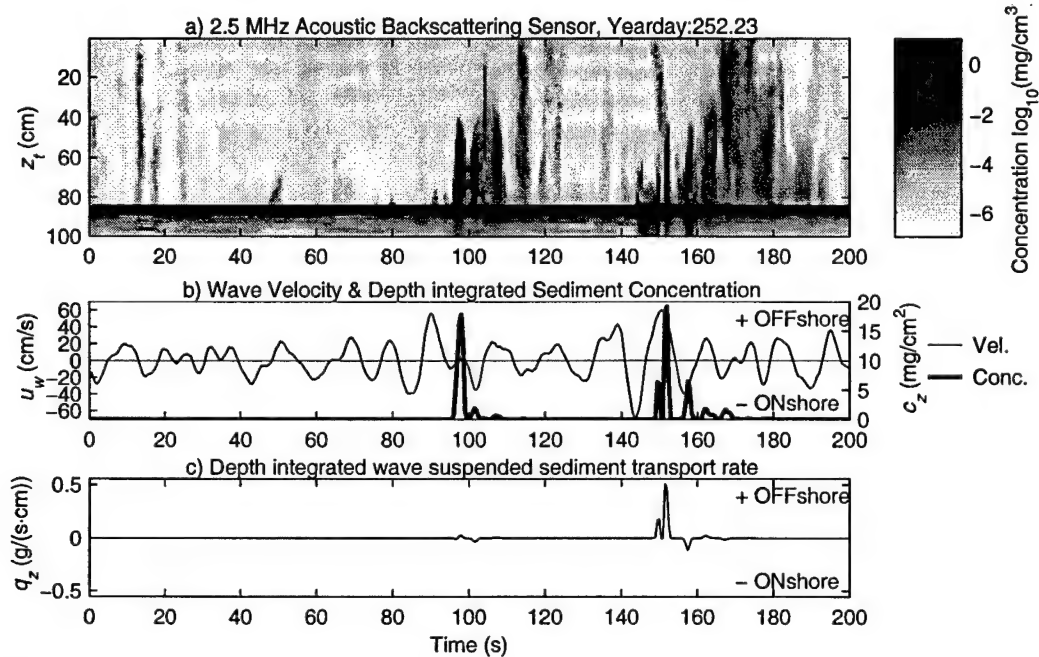 a) 2.5 MHz Acoustic Backscattering Sensor, Yearday:252.23
20
40
60
80
100
z_t (cm)
0 20 40 60 80 100 120 140 160 180 200
0
−2
−4
−6
Concentration log10(mg/cm3)
b) Wave Velocity & Depth integrated Sediment Concentration
60
40
20
0
−20
−40
−60
u_w (cm/s)
+ OFFshore
− ONshore
20
15
10
5
0
c_z (mg/cm2)
Vel.
Conc.
0 20 40 60 80 100 120 140 160 180 200
c) Depth integrated wave suspended sediment transport rate
0.5
0
−0.5
q_z (g/(s·cm))
+ OFFshore
− ONshore
0 20 40 60 80 100 120 140 160 180 200
Time (s)